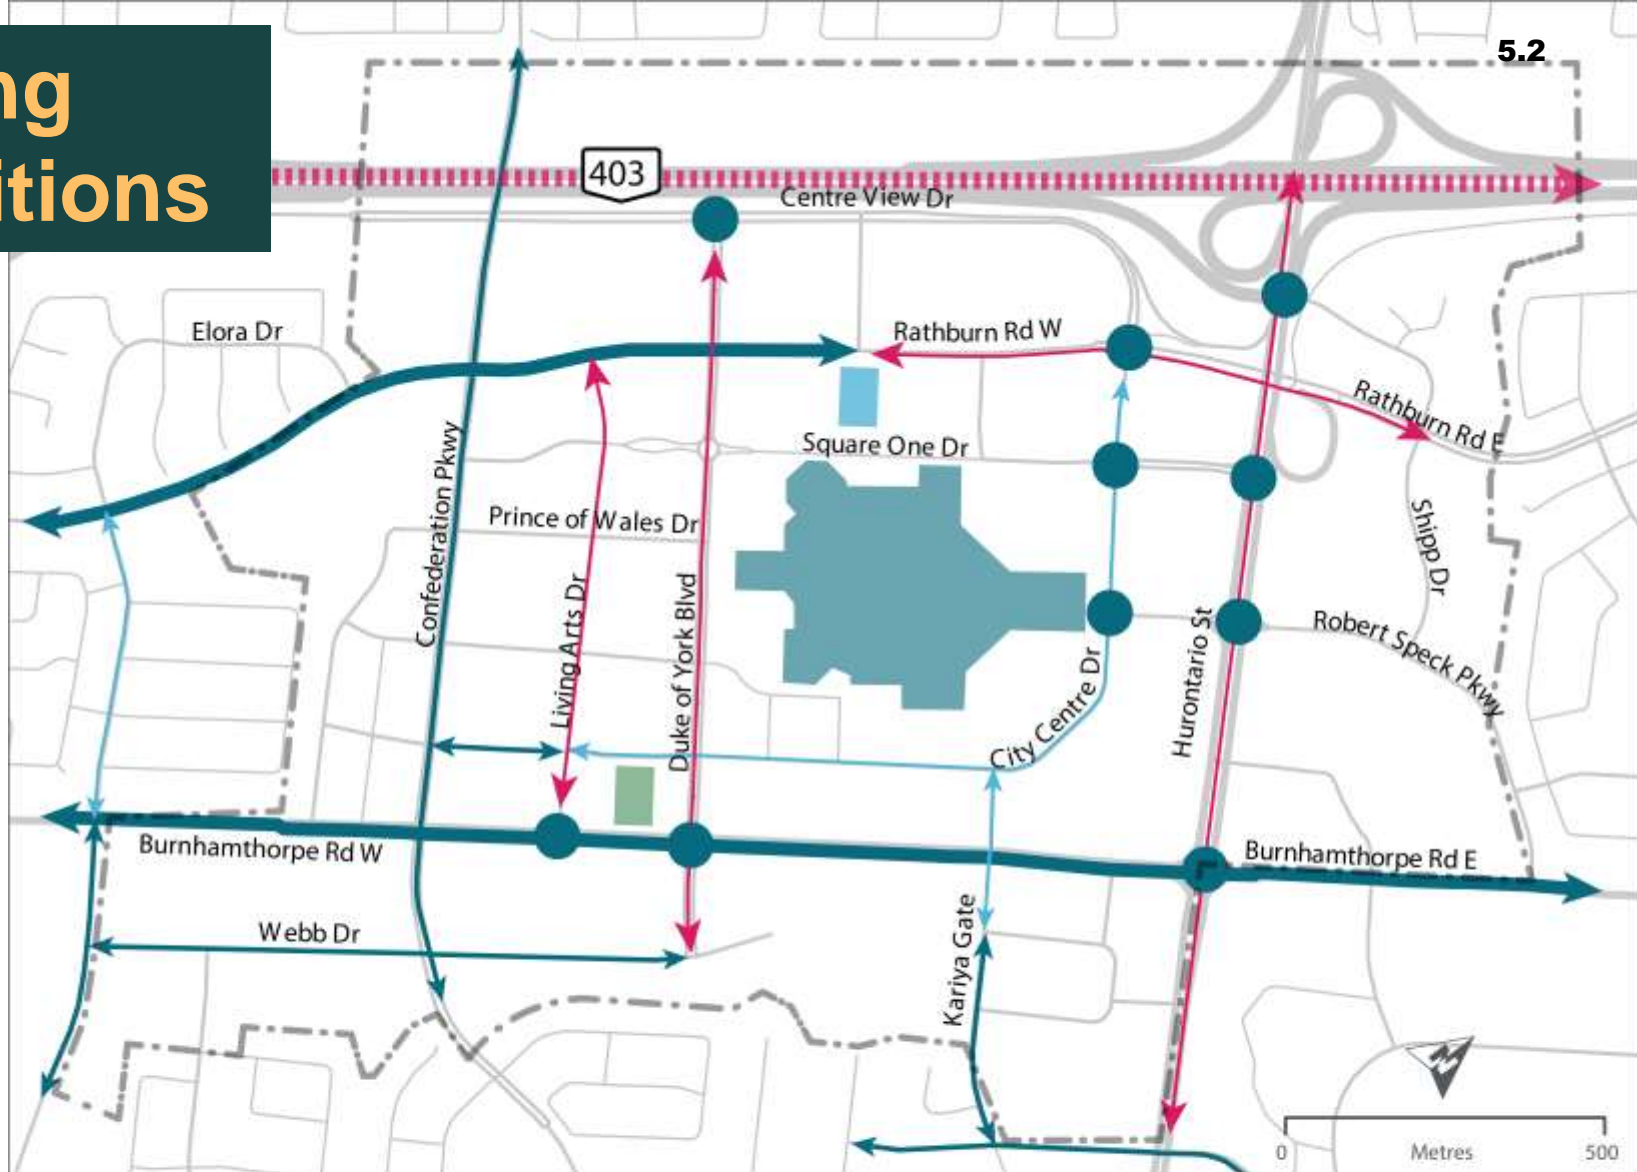 ng
itions
5.2
403
Centre View Dr
Elora Dr
Rathburn Rd W
Rathburn Rd E
Square One Dr
Confederation Pkwy
Prince of Wales Dr
Shipp Dr
Living Arts Dr
Duke of York Blvd
Hurontario St
Robert Speck Pkwy
City Centre Dr
Burnhamthorpe Rd W
Burnhamthorpe Rd E
Webb Dr
Kariya Gate
0 Metres 500